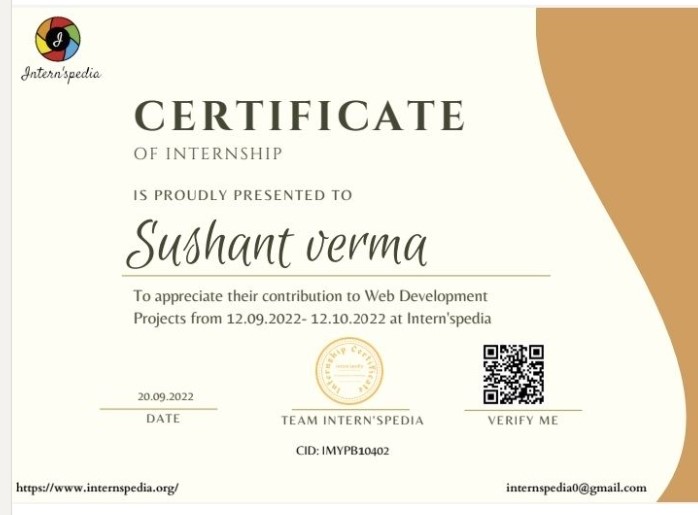 Intern'spedia
CERTIFICATE
OF INTERNSHIP
IS PROUDLY PRESENTED TO
Sushant verma
To appreciate their contribution to Web Development
Projects from 12.09.2022- 12.10.2022 at Intern'spedia
Internship Certificate
20.09.2022
DATE
TEAM INTERN'SPEDIA
VERIFY ME
CID: IMYPB10402
https://www.internspedia.org/
internspedia0@gmail.com